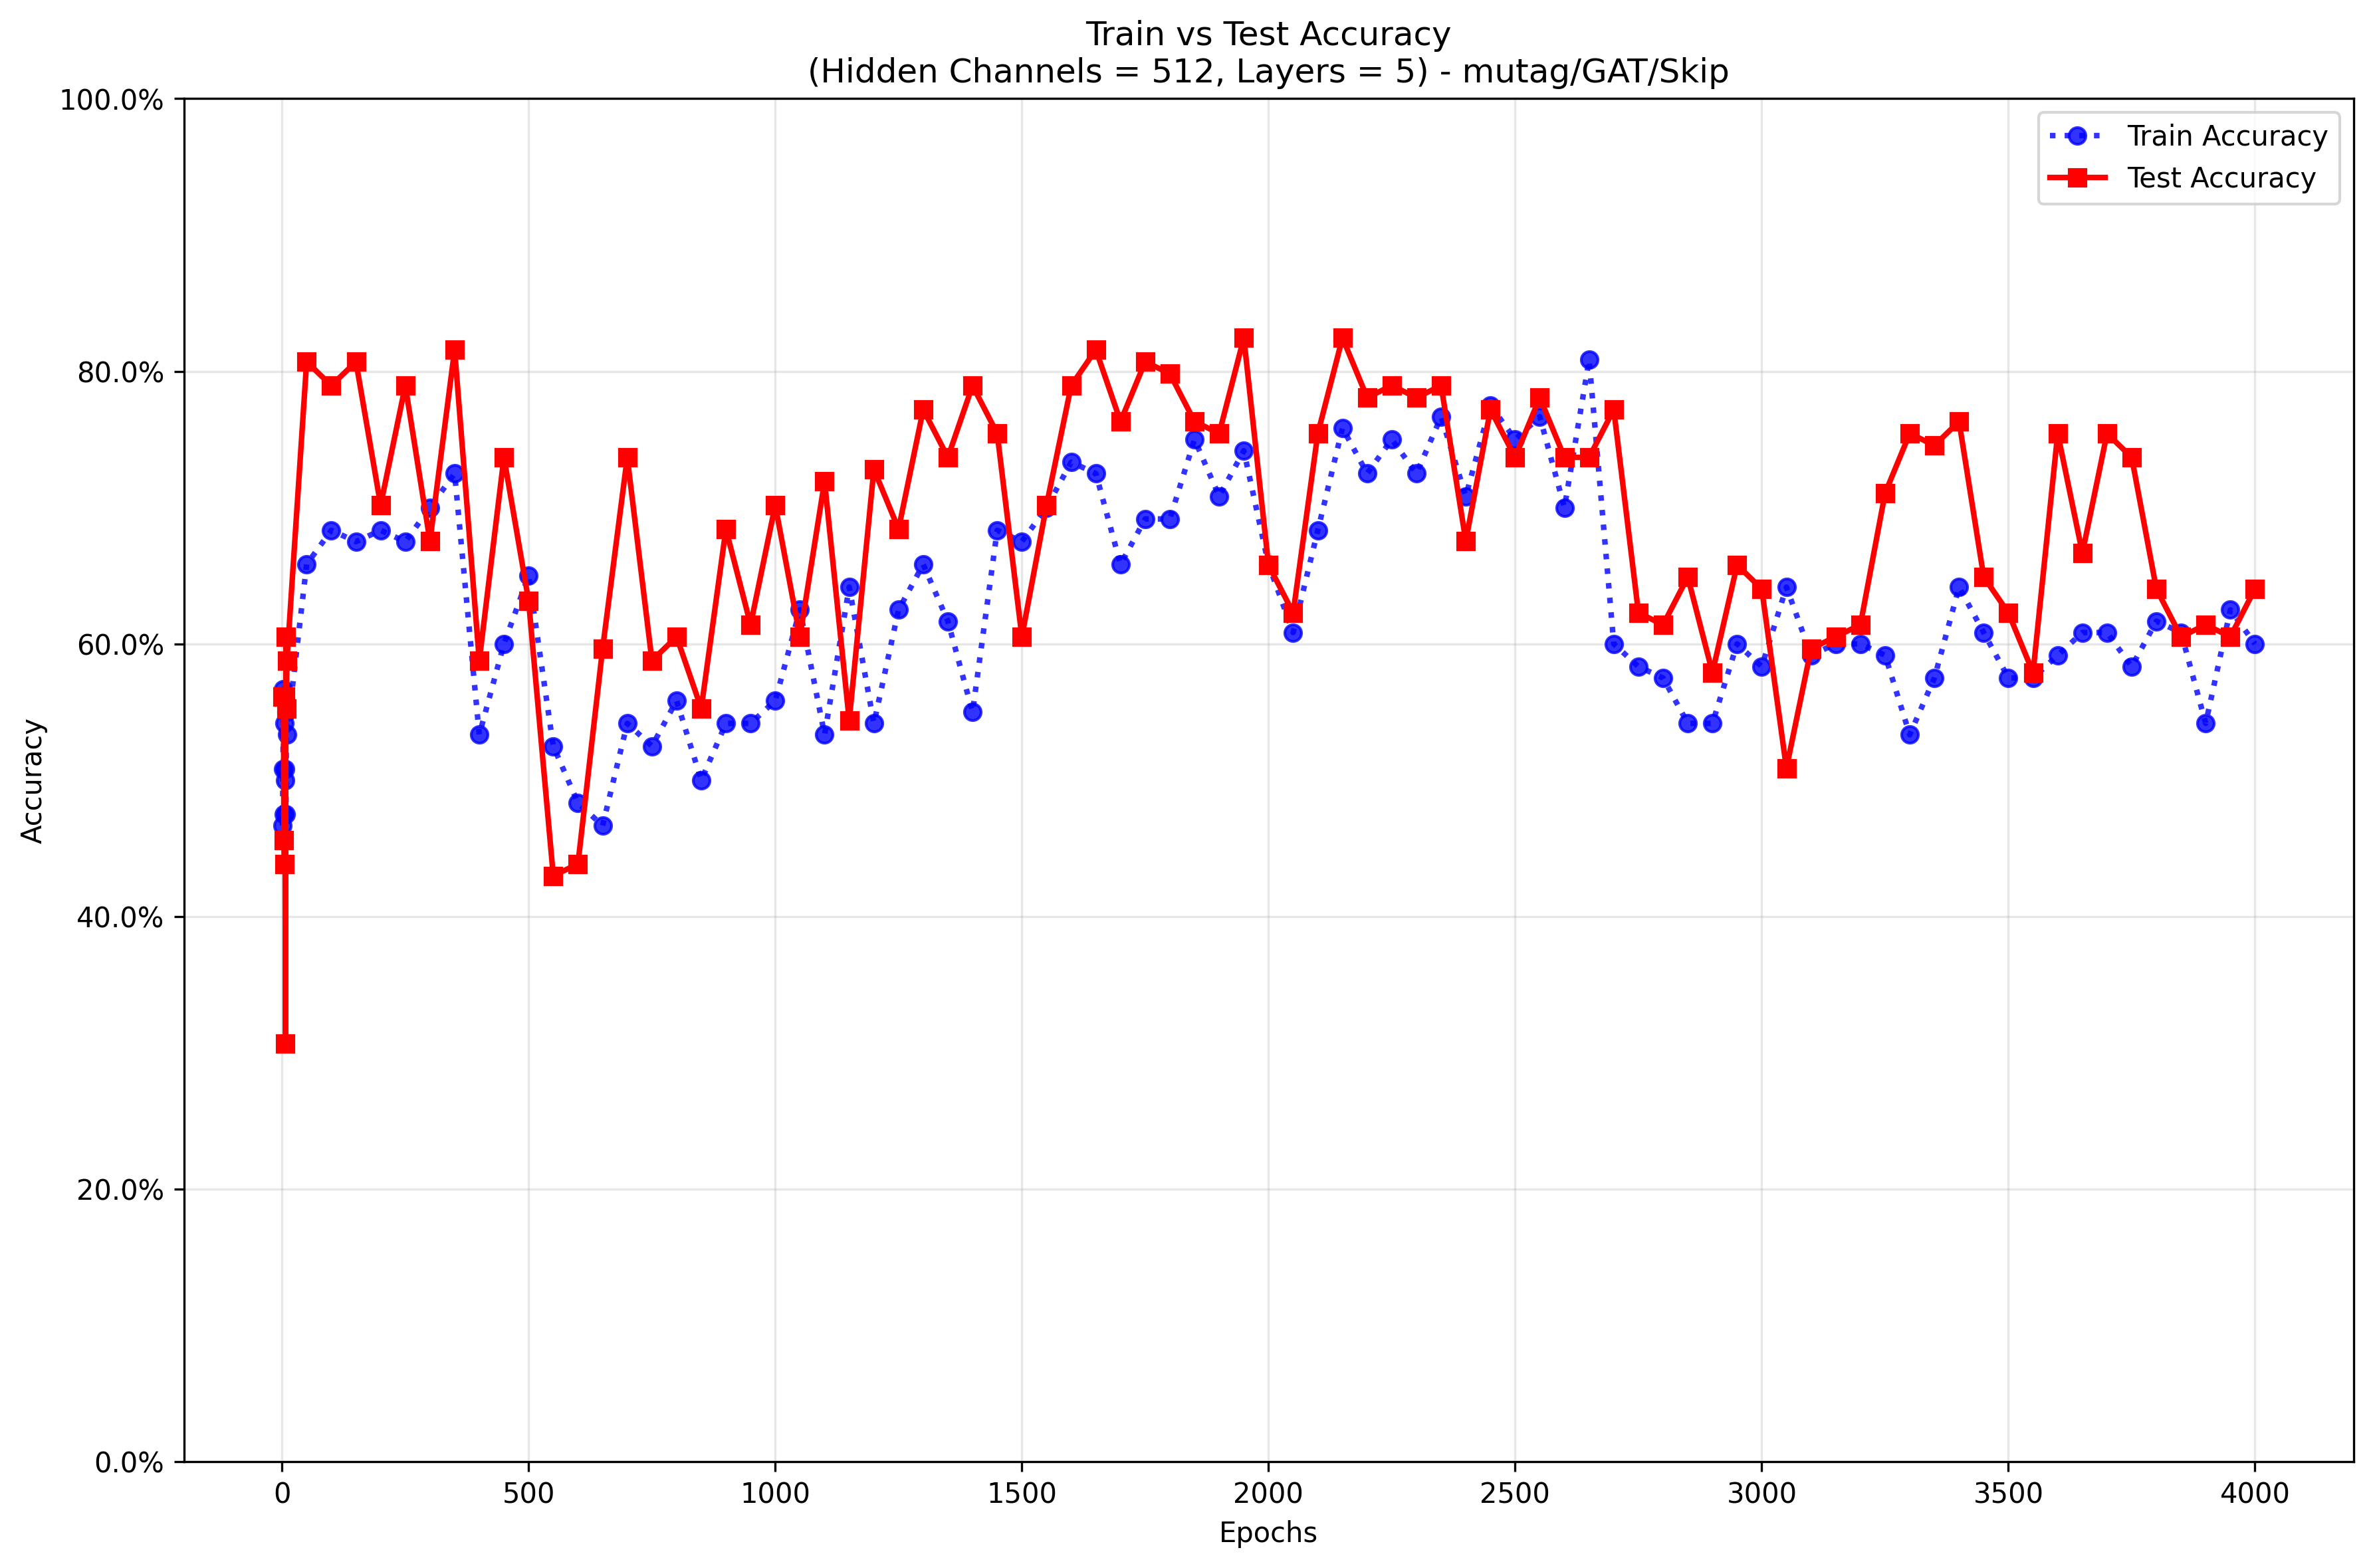 Train vs Test Accuracy
(Hidden Channels = 512, Layers = 5) - mutag/GAT/Skip
Train Accuracy
Test Accuracy
Accuracy
100.0%
80.0%
60.0%
40.0%
20.0%
0.0%
0 500 1000 1500 2000 2500 3000 3500 4000
Epochs